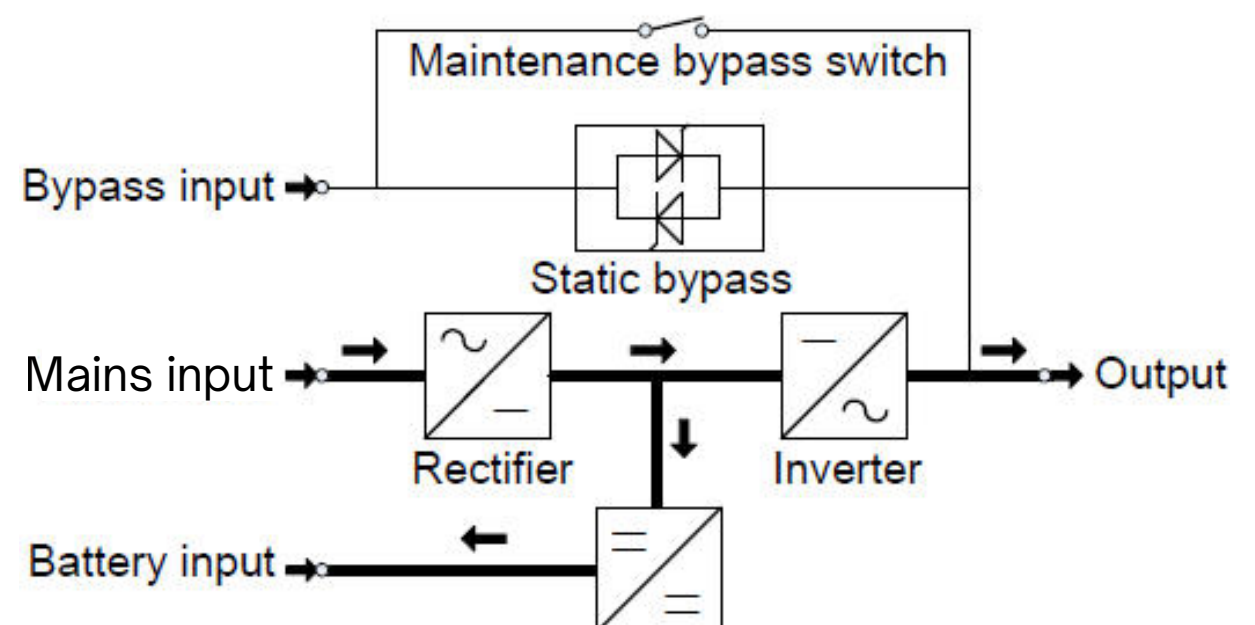 Maintenance bypass switch
Bypass input
Static bypass
Mains input
Output
Rectifier
Inverter
Battery input